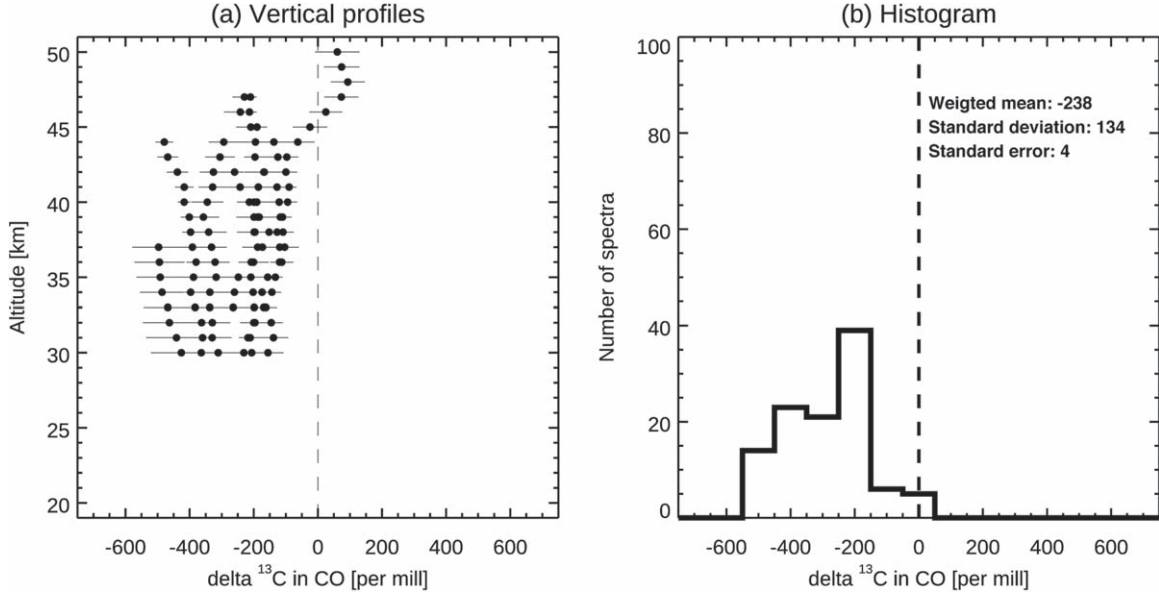 (a) Vertical profiles
50
45
40
35
30
25
20
Altitude [km]
-600 -400 -200 0 200 400 600
delta ¹³C in CO [per mill]
(b) Histogram
100
80
60
40
20
0
Number of spectra
Weigted mean: -238
Standard deviation: 134
Standard error: 4
-600 -400 -200 0 200 400 600
delta ¹³C in CO [per mill]